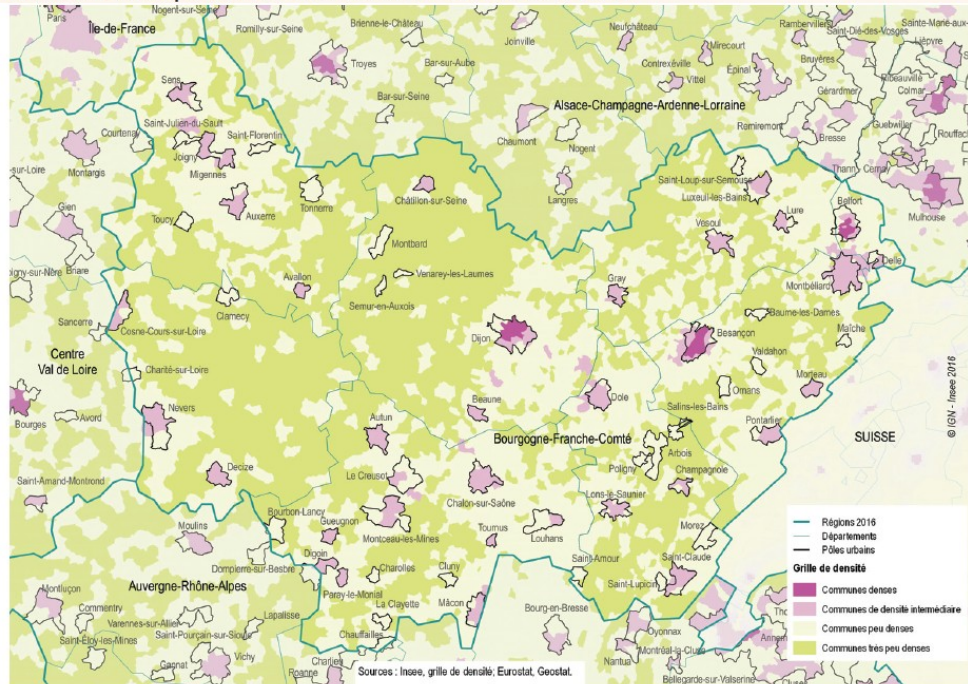 Paris
Nogent-sur-Seine
Île-de-France
Romilly-sur-Seine
Brienne-le-Château
Joinville
Neufchâteau
Mirecourt
Rambervillers
Saint-Dié-des-Vosges
Sainte-Marie-aux-
Lièpvre
Troyes
Bar-sur-Aube
Contrexéville
Vittel
Épinal
Bruyères
Ribeauvillé
Gérardmer
Colmar
Bar-sur-Seine
Alsace-Champagne-Ardenne-Lorraine
Sens
Saint-Julien-du-Sault
Saint-Florentin
Courtenay
Chaumont
Nogent
Remiremont
Bresse
Guebwiller
Rouffac
Joigny
Migennes
Montargis
-sur-Loire
Thann-Cernay
Saint-Loup-sur-Semouse
Luxeuil-les-Bains
Langres
Mulhouse
Gien
Toucy
Auxerre
Tonnerre
Châtillon-sur-Seine
Vesoul
Lure
Belfort
Montbard
Delle
Montbéliard
bigny-sur-Nère
Briare
Avallon
Venarey-les-Laumes
Semur-en-Auxois
Gray
Clamecy
Baume-les-Dames
Sancerre
Cosne-Cours-sur-Loire
Dijon
Besançon
Maîche
Centre
Val de Loire
Valdahon
Charité-sur-Loire
Ornans
Morteau
Bourges
Avord
Nevers
Beaune
Dole
Salins-les-Bains
Autun
Bourgogne-Franche-Comté
Pontarlier
SUISSE
Arbois
Poligny
Champagnole
Decize
Le Creusot
Saint-Amand-Montrond
Chalon-sur-Saône
Lons-le-Saunier
Moulins
Bourbon-Lancy
Gueugnon
Montceau-les-Mines
Tournus
Louhans
Morez
Digoin
Saint-Amour
Saint-Claude
Dompierre-sur-Besbre
Charolles
Cluny
Saint-Lupicin
Montluçon
Auvergne-Rhône-Alpes
Paray-le-Monial
La Clayette
Mâcon
Commentry
Lapalisse
Bourg-en-Bresse
Varennes-sur-Allier
Chauffailles
Oyonnax
Saint-Éloy-les-Mines
Saint-Pourçain-sur-Sioule
Montréal-la-Cluse
Annem
Gannat
Vichy
Charlieu
Roanne
Nantua
Bellegarde-sur-Valserine
Cluses
© IGN - Insee 2016
Régions 2016
Départements
Pôles urbains
Grille de densité
Communes denses
Communes de densité intermédiaire
Communes peu denses
Communes très peu denses
Sources : Insee, grille de densité; Eurostat, Geostat.